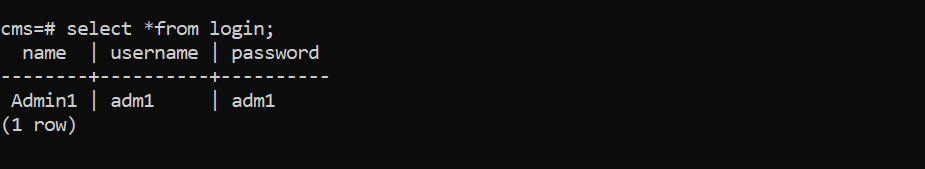 cms=# select *from login;
  name  | username | password
--------+----------+----------
 Admin1 | adm1     | adm1
(1 row)